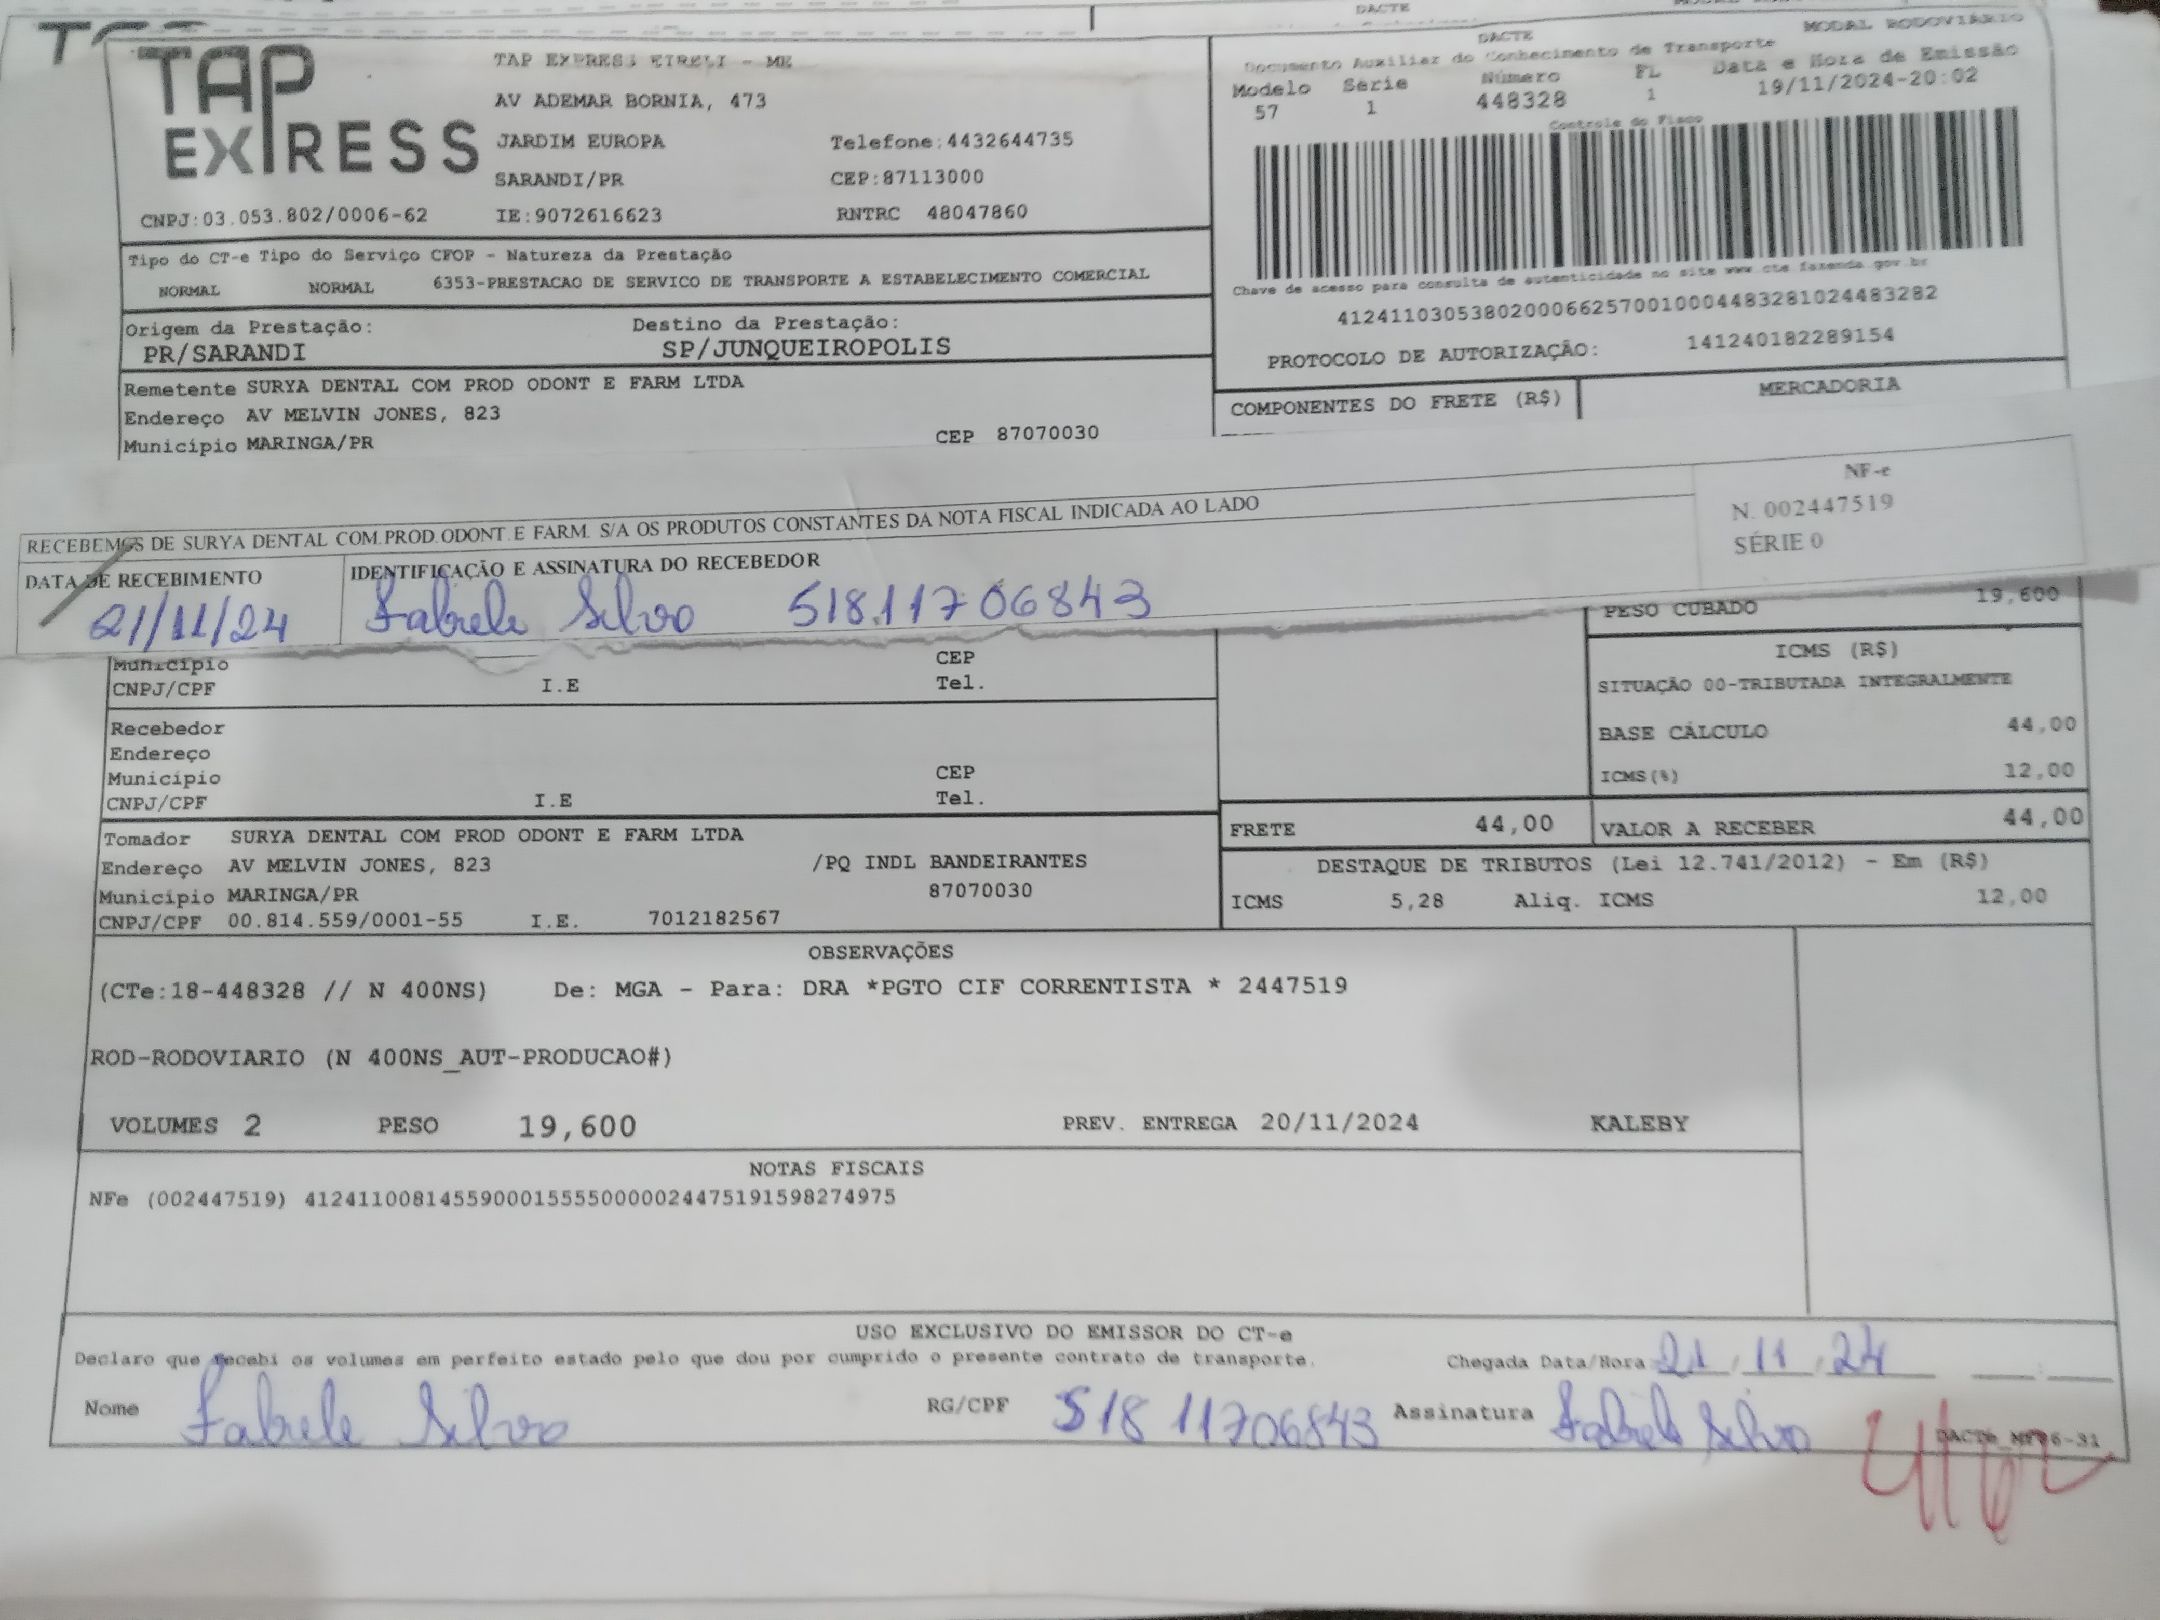 DACTE
TAP EXPRESS
TAP EXPRESS EIRELI - ME
AV ADEMAR BORNIA, 473
JARDIM EUROPA Telefone:4432644735
SARANDI/PR CEP:87113000
CNPJ:03.053.802/0006-62 IE:9072616623 RNTRC 48047860
DACTE MODAL RODOVIÁRIO
Documento Auxiliar do Conhecimento de Transporte
Modelo Série Número FL Data e Hora de Emissão
57 1 448328 1 19/11/2024-20:02
Controle do Fisco
Chave de acesso para consulta de autenticidade no site www.cte.fazenda.gov.br
41241103053802000662570010004483281024483282
PROTOCOLO DE AUTORIZAÇÃO: 141240182289154
Tipo do CT-e Tipo do Serviço CFOP - Natureza da Prestação
NORMAL NORMAL 6353-PRESTACAO DE SERVICO DE TRANSPORTE A ESTABELECIMENTO COMERCIAL
Origem da Prestação: Destino da Prestação:
PR/SARANDI SP/JUNQUEIROPOLIS
Remetente SURYA DENTAL COM PROD ODONT E FARM LTDA
Endereço AV MELVIN JONES, 823
Município MARINGA/PR CEP 87070030
COMPONENTES DO FRETE (R$) MERCADORIA
RECEBEMOS DE SURYA DENTAL COM.PROD.ODONT.E FARM. S/A OS PRODUTOS CONSTANTES DA NOTA FISCAL INDICADA AO LADO
NF-e
N. 002447519
SÉRIE 0
DATA DE RECEBIMENTO IDENTIFICAÇÃO E ASSINATURA DO RECEBEDOR
21/11/24 Fabiele Silva 518.11706843
PESO CUBADO 19,600
Município CEP
CNPJ/CPF I.E Tel.
ICMS (R$)
SITUAÇÃO 00-TRIBUTADA INTEGRALMENTE
BASE CÁLCULO 44,00
ICMS(%) 12,00
Recebedor
Endereço
Município CEP
CNPJ/CPF I.E Tel.
FRETE 44,00 VALOR A RECEBER 44,00
Tomador SURYA DENTAL COM PROD ODONT E FARM LTDA
Endereço AV MELVIN JONES, 823 /PQ INDL BANDEIRANTES
Município MARINGA/PR 87070030
CNPJ/CPF 00.814.559/0001-55 I.E. 7012182567
DESTAQUE DE TRIBUTOS (Lei 12.741/2012) - Em (R$)
ICMS 5,28 Aliq. ICMS 12,00
OBSERVAÇÕES
(CTe:18-448328 // N 400NS) De: MGA - Para: DRA *PGTO CIF CORRENTISTA * 2447519
ROD-RODOVIARIO (N 400NS_AUT-PRODUCAO#)
VOLUMES 2 PESO 19,600 PREV. ENTREGA 20/11/2024 KALEBY
NOTAS FISCAIS
NFe (002447519) 41241100814559000155550000024475191598274975
USO EXCLUSIVO DO EMISSOR DO CT-e
Declaro que recebi os volumes em perfeito estado pelo que dou por cumprido o presente contrato de transporte. Chegada Data/Hora 21/11/24
Nome Fabiele Silva RG/CPF 518 11706843 Assinatura Fabiele Silva